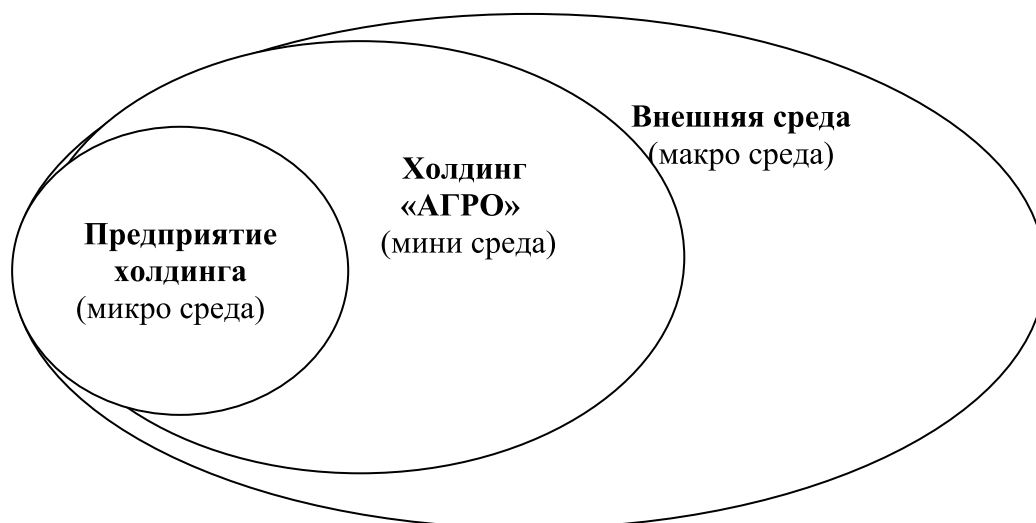 Предприятие
холдинга
(микро среда)
Холдинг
«АГРО»
(мини среда)
Внешняя среда
(макро среда)